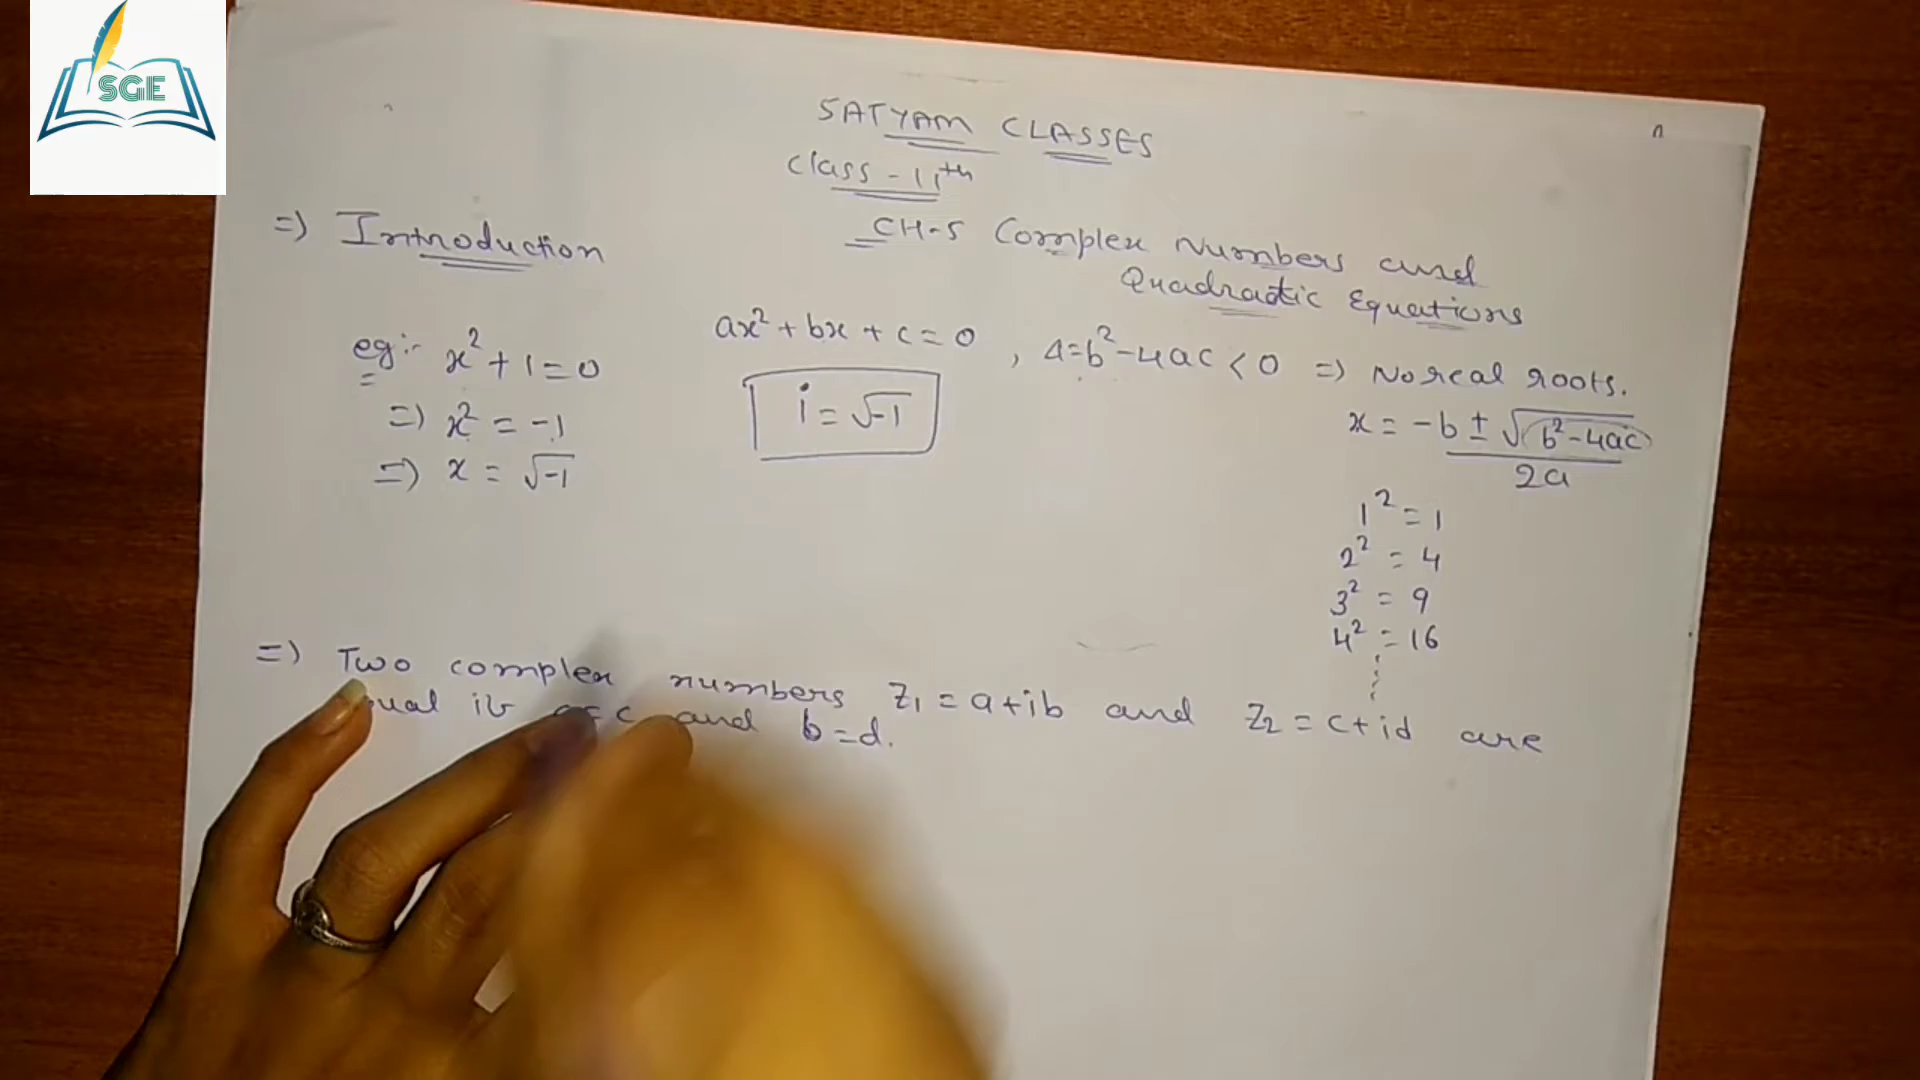 SGE
SATYAM CLASSES
Class - 11th
CH-5 Complex Numbers and
Quadratic Equations
=) Introduction
eg:- x² + 1 = 0
=) x² = -1
=) x = √-1
ax² + bx + c = 0 , Δ=b²-4ac < 0 =) No real roots.
i = √-1
x = -b ± √b²-4ac
2a
1² = 1
2² = 4
3² = 9
4² = 16
=) Two complex numbers Z₁ = a+ib and Z₂ = c+id are
if a=c and b=d.